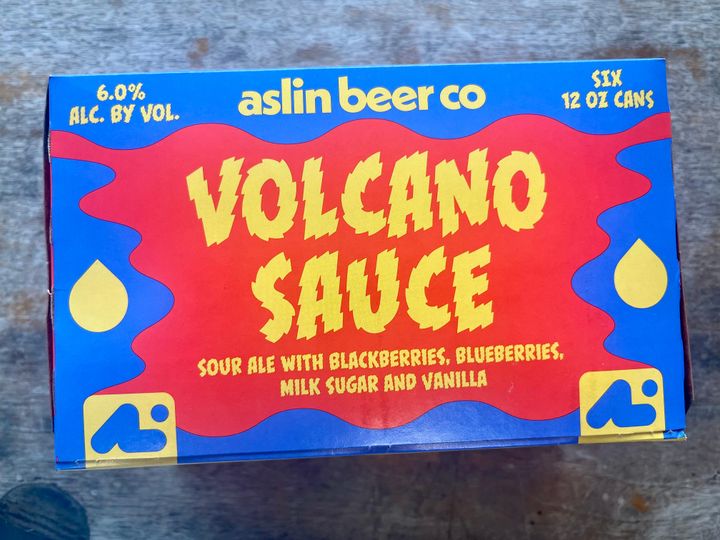 6.0%
ALC. BY VOL.
aslin beer co
SIX
12 OZ CANS
VOLCANO
SAUCE
SOUR ALE WITH BLACKBERRIES, BLUEBERRIES,
MILK SUGAR AND VANILLA